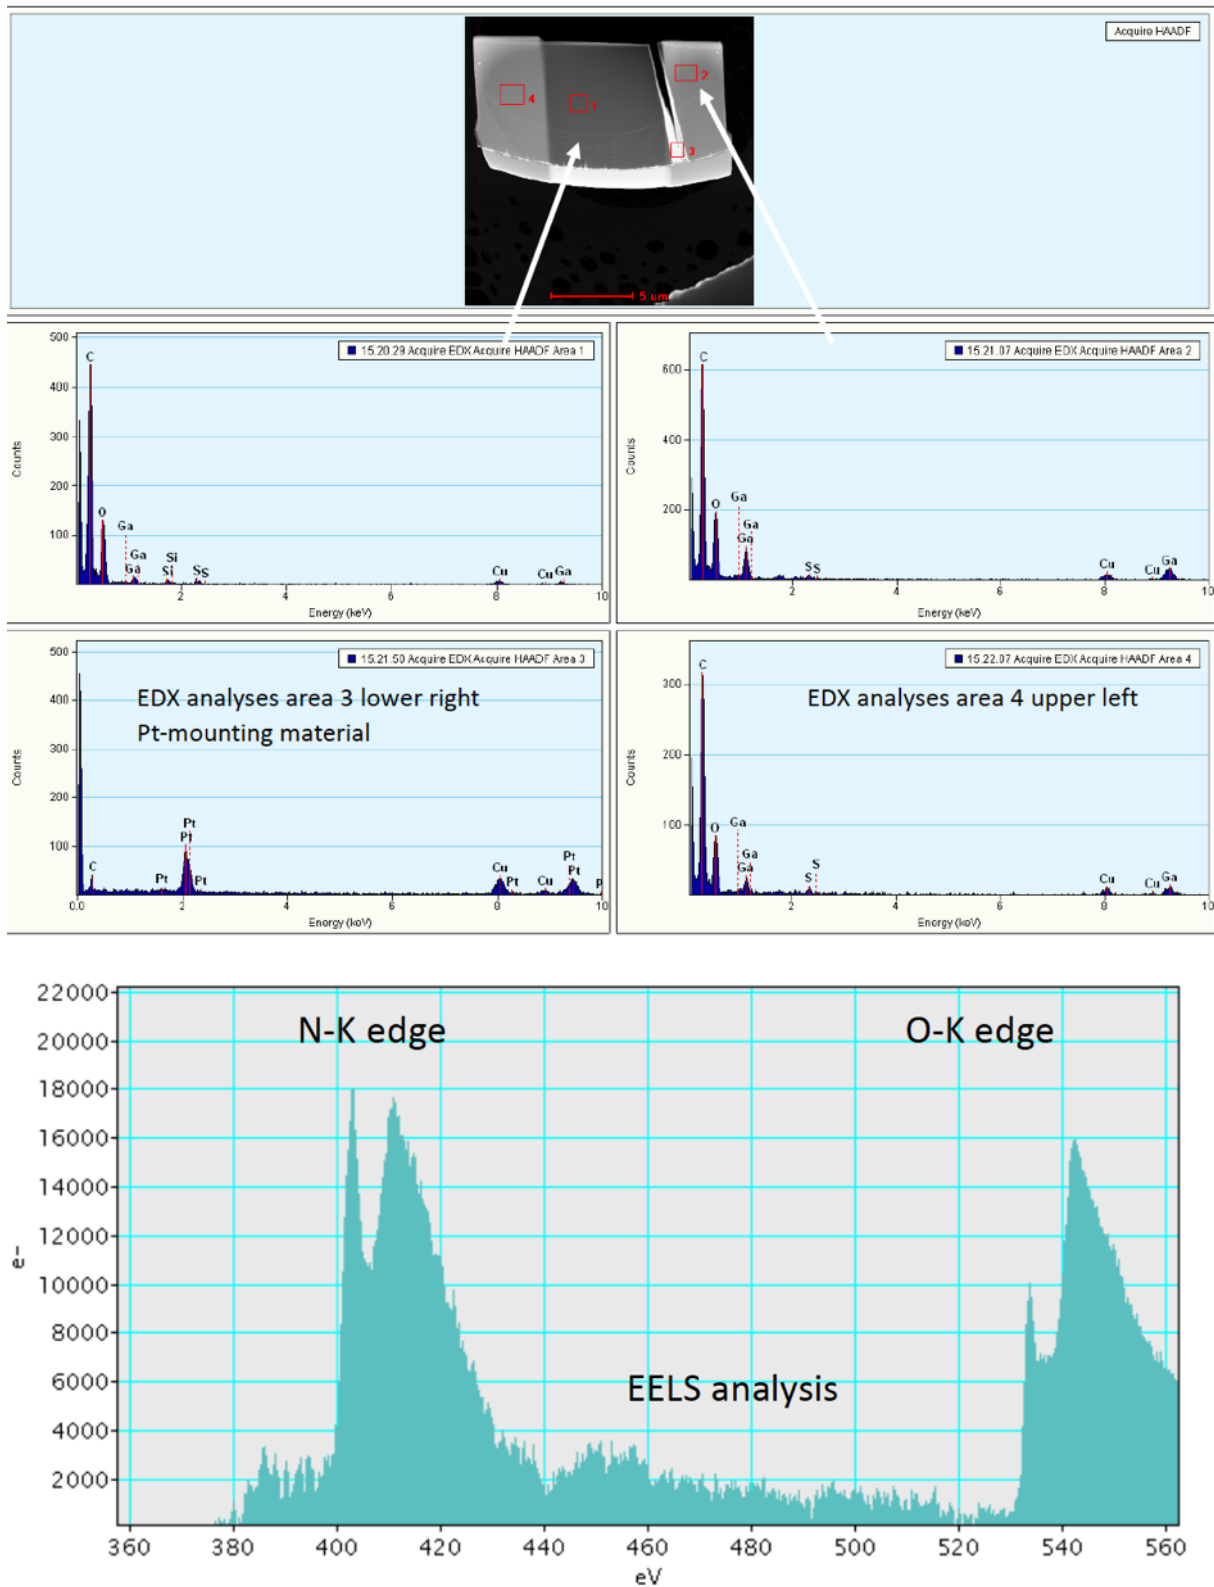 Acquire HAADF
4
1
2
3
5 um
500
400
300
200
100
Counts
15.20.29 Acquire EDX Acquire HAADF Area 1
C
O
Ga
Ga
Ga
Si
Si
S
S
Cu
Cu
Ga
2
4
6
8
10
Energy (keV)
600
400
200
Counts
15.21.07 Acquire EDX Acquire HAADF Area 2
C
O
Ga
Ga
Ga
S
S
Cu
Cu
Ga
2
4
6
8
10
Energy (keV)
500
400
300
200
100
Counts
15.21.50 Acquire EDX Acquire HAADF Area 3
EDX analyses area 3 lower right
Pt-mounting material
C
Pt
Pt
Pt
Pt
Cu
Pt
Cu
Pt
Pt
P
0.0
2.0
4.0
6.0
8.0
10
Energy (keV)
300
200
100
Counts
15.22.07 Acquire EDX Acquire HAADF Area 4
EDX analyses area 4 upper left
C
O
Ga
Ga
Ga
S
S
Cu
Cu
Ga
2
4
6
8
10
Energy (keV)
22000
20000
18000
16000
14000
12000
10000
8000
6000
4000
2000
e-
N-K edge
O-K edge
EELS analysis
360
380
400
420
440
460
480
500
520
540
560
eV